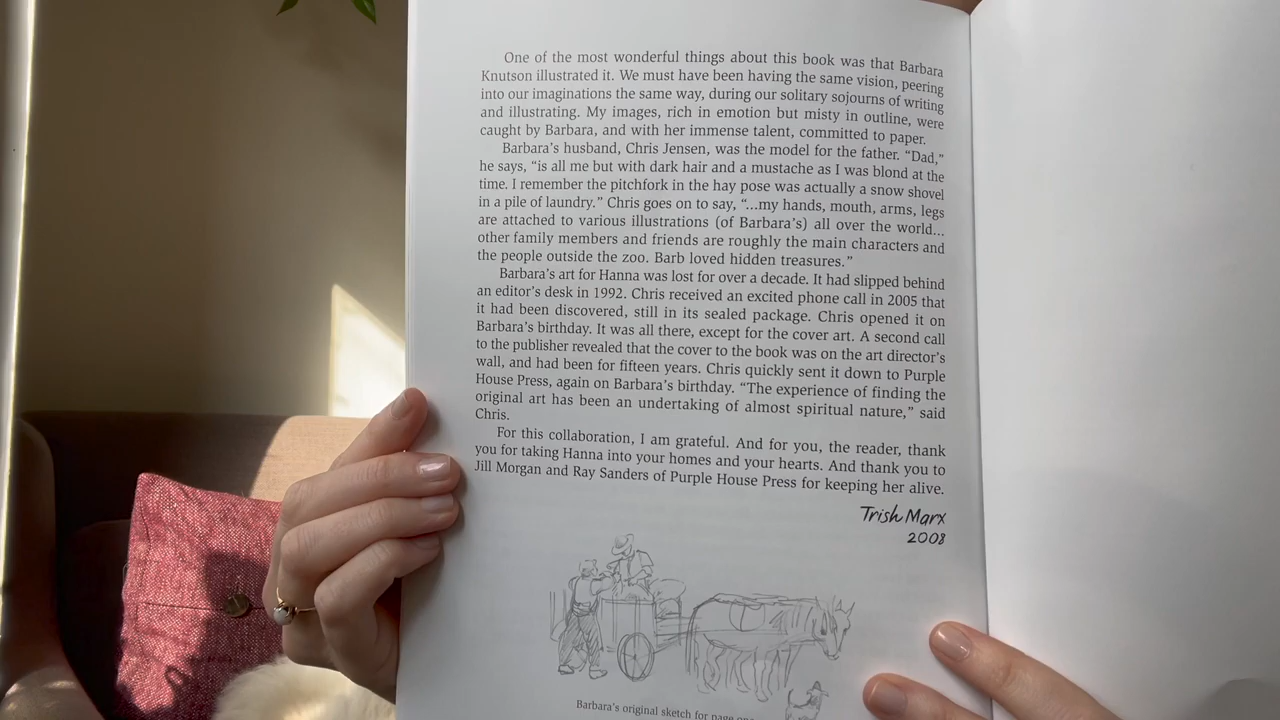 One of the most wonderful things about this book was that Barbara
Knutson illustrated it. We must have been having the same vision, peering
into our imaginations the same way, during our solitary sojourns of writing
and illustrating. My images, rich in emotion but misty in outline, were
caught by Barbara, and with her immense talent, committed to paper.
Barbara's husband, Chris Jensen, was the model for the father. “Dad,”
he says, “is all me but with dark hair and a mustache as I was blond at the
time. I remember the pitchfork in the hay pose was actually a snow shovel
in a pile of laundry.” Chris goes on to say, “...my hands, mouth, arms, legs
are attached to various illustrations (of Barbara's) all over the world...
other family members and friends are roughly the main characters and
the people outside the zoo. Barb loved hidden treasures.”
Barbara's art for Hanna was lost for over a decade. It had slipped behind
an editor's desk in 1992. Chris received an excited phone call in 2005 that
it had been discovered, still in its sealed package. Chris opened it on
Barbara's birthday. It was all there, except for the cover art. A second call
to the publisher revealed that the cover to the book was on the art director's
wall, and had been for fifteen years. Chris quickly sent it down to Purple
House Press, again on Barbara's birthday. “The experience of finding the
original art has been an undertaking of almost spiritual nature,” said
Chris.
For this collaboration, I am grateful. And for you, the reader, thank
you for taking Hanna into your homes and your hearts. And thank you to
Jill Morgan and Ray Sanders of Purple House Press for keeping her alive.
Trish Marx
2008
Barbara's original sketch for page